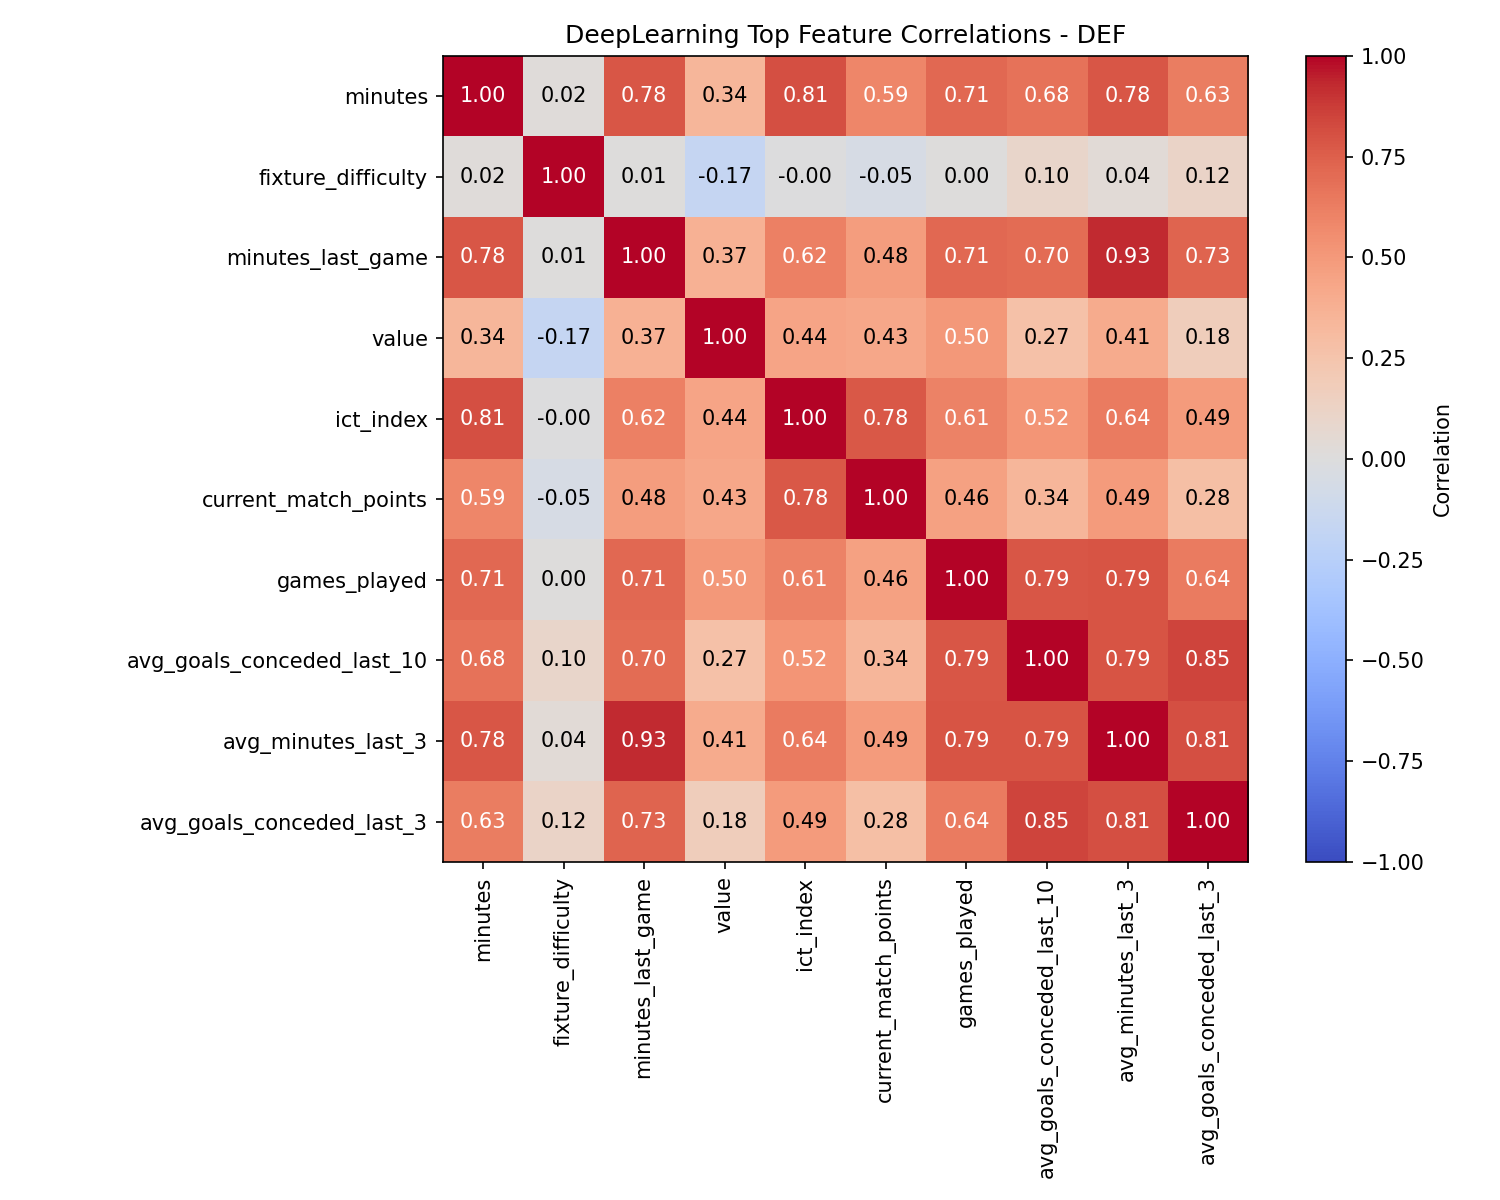 DeepLearning Top Feature Correlations - DEF
minutes 1.00 0.02 0.78 0.34 0.81 0.59 0.71 0.68 0.78 0.63
fixture_difficulty 0.02 1.00 0.01 -0.17 -0.00 -0.05 0.00 0.10 0.04 0.12
minutes_last_game 0.78 0.01 1.00 0.37 0.62 0.48 0.71 0.70 0.93 0.73
value 0.34 -0.17 0.37 1.00 0.44 0.43 0.50 0.27 0.41 0.18
ict_index 0.81 -0.00 0.62 0.44 1.00 0.78 0.61 0.52 0.64 0.49
current_match_points 0.59 -0.05 0.48 0.43 0.78 1.00 0.46 0.34 0.49 0.28
games_played 0.71 0.00 0.71 0.50 0.61 0.46 1.00 0.79 0.79 0.64
avg_goals_conceded_last_10 0.68 0.10 0.70 0.27 0.52 0.34 0.79 1.00 0.79 0.85
avg_minutes_last_3 0.78 0.04 0.93 0.41 0.64 0.49 0.79 0.79 1.00 0.81
avg_goals_conceded_last_3 0.63 0.12 0.73 0.18 0.49 0.28 0.64 0.85 0.81 1.00
minutes
fixture_difficulty
minutes_last_game
value
ict_index
current_match_points
games_played
avg_goals_conceded_last_10
avg_minutes_last_3
avg_goals_conceded_last_3
1.00
0.75
0.50
0.25
0.00
−0.25
−0.50
−0.75
−1.00
Correlation